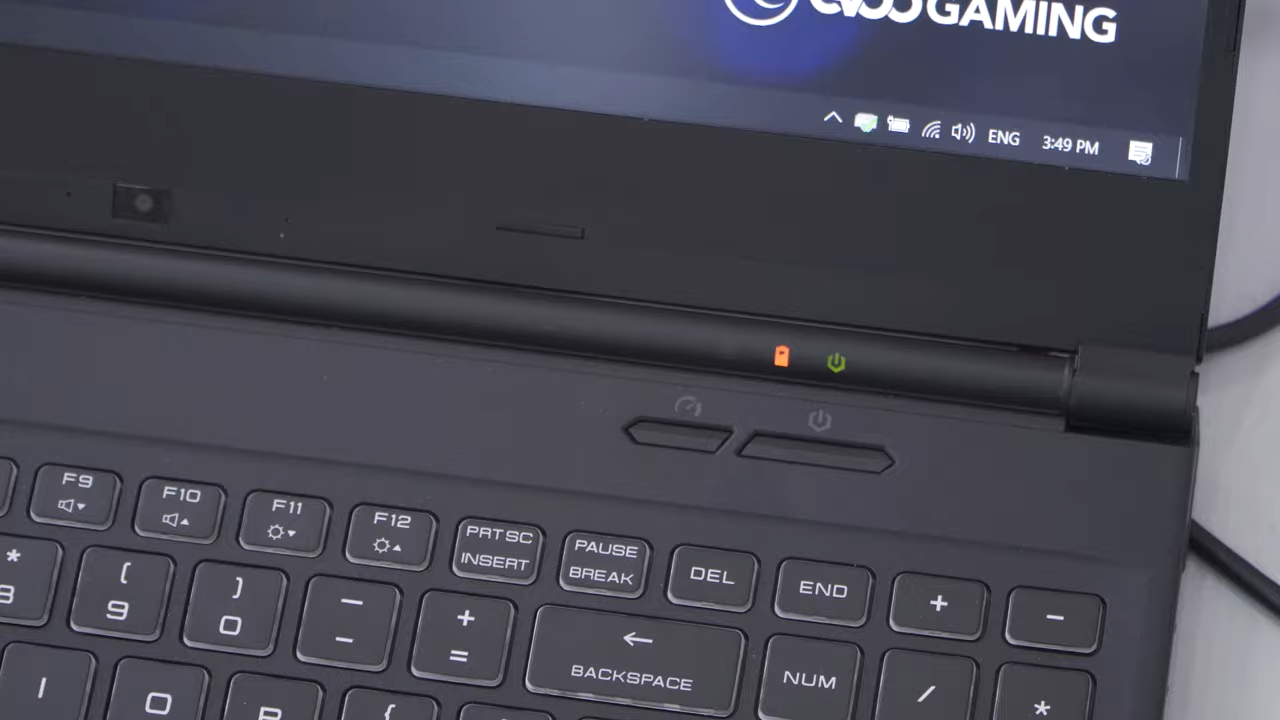 GAMING
ENG 3:49 PM
F9 F10 F11 F12 PRTSC INSERT PAUSE BREAK DEL END + -
* 8 ( 9 ) 0 - - + = ← BACKSPACE NUM / *
I O P {